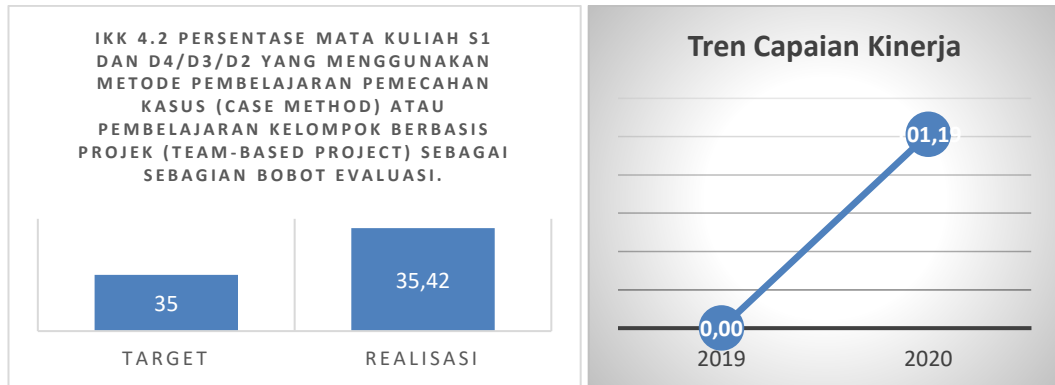 IKK 4.2 PERSENTASE MATA KULIAH S1
DAN D4/D3/D2 YANG MENGGUNAKAN
METODE PEMBELAJARAN PEMECAHAN
KASUS (CASE METHOD) ATAU
PEMBELAJARAN KELOMPOK BERBASIS
PROJEK (TEAM-BASED PROJECT) SEBAGAI
SEBAGIAN BOBOT EVALUASI.
35
35,42
TARGET
REALISASI
Tren Capaian Kinerja
0,00
2019
2020